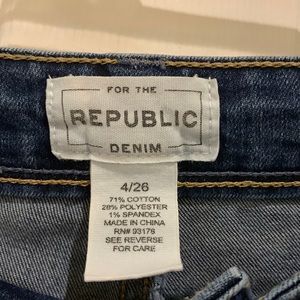 FOR THE
REPUBLIC
DENIM
4/26
71% COTTON
28% POLYESTER
1% SPANDEX
MADE IN CHINA
RN# 93176
SEE REVERSE
FOR CARE